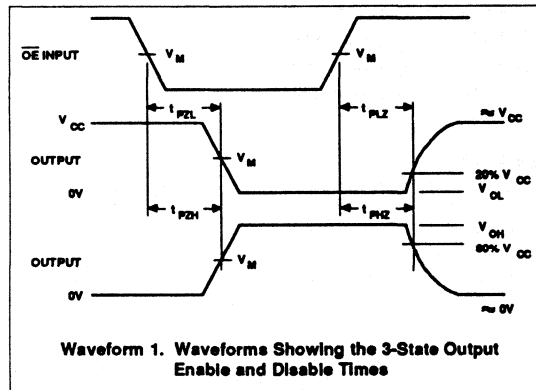 OE INPUT
V M
V M
t PZL
t PLZ
V CC
≈ V CC
OUTPUT
V M
20% V CC
0V
V OL
t PZH
t PHZ
V OH
80% V CC
OUTPUT
V M
0V
≈ 0V
Waveform 1. Waveforms Showing the 3-State Output
Enable and Disable Times